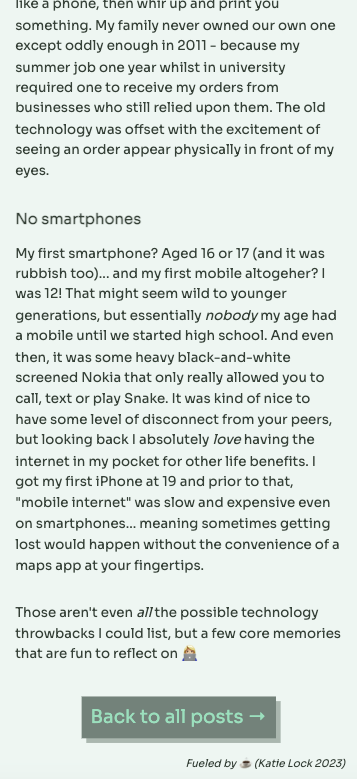 like a phone, then whir up and print you
something. My family never owned our own one
except oddly enough in 2011 - because my
summer job one year whilst in university
required one to receive my orders from
businesses who still relied upon them. The old
technology was offset with the excitement of
seeing an order appear physically in front of my
eyes.
No smartphones
My first smartphone? Aged 16 or 17 (and it was
rubbish too)... and my first mobile altogeher? I
was 12! That might seem wild to younger
generations, but essentially nobody my age had
a mobile until we started high school. And even
then, it was some heavy black-and-white
screened Nokia that only really allowed you to
call, text or play Snake. It was kind of nice to
have some level of disconnect from your peers,
but looking back I absolutely love having the
internet in my pocket for other life benefits. I
got my first iPhone at 19 and prior to that,
"mobile internet" was slow and expensive even
on smartphones... meaning sometimes getting
lost would happen without the convenience of a
maps app at your fingertips.
Those aren't even all the possible technology
throwbacks I could list, but a few core memories
that are fun to reflect on 👩🏼‍💻
Back to all posts →
Fueled by ☕ (Katie Lock 2023)